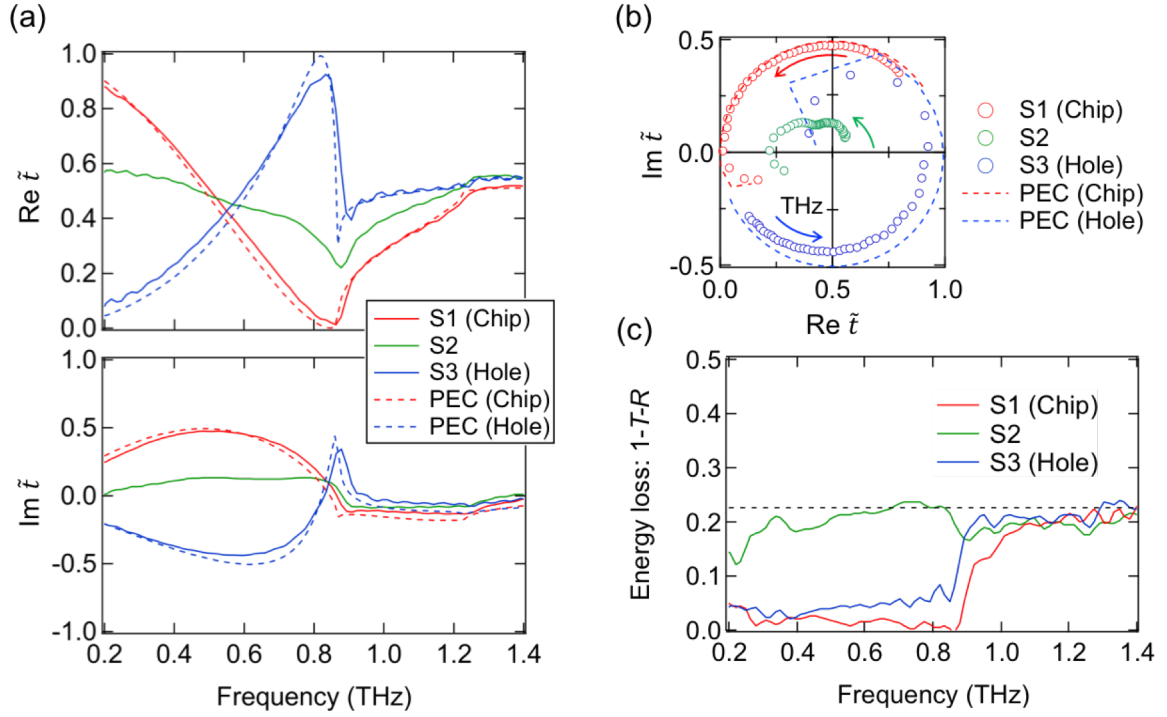 (a)
1.0
0.8
0.6
0.4
0.2
0.0
Re t̃
1.0
0.5
0.0
-0.5
-1.0
Im t̃
0.2 0.4 0.6 0.8 1.0 1.2 1.4
Frequency (THz)
S1 (Chip)
S2
S3 (Hole)
PEC (Chip)
PEC (Hole)
(b)
0.5
0.0
-0.5
Im t̃
THz
0.0 0.5 1.0
Re t̃
S1 (Chip)
S2
S3 (Hole)
PEC (Chip)
PEC (Hole)
(c)
0.5
0.4
0.3
0.2
0.1
0.0
Energy loss: 1-T-R
S1 (Chip)
S2
S3 (Hole)
0.2 0.4 0.6 0.8 1.0 1.2 1.4
Frequency (THz)